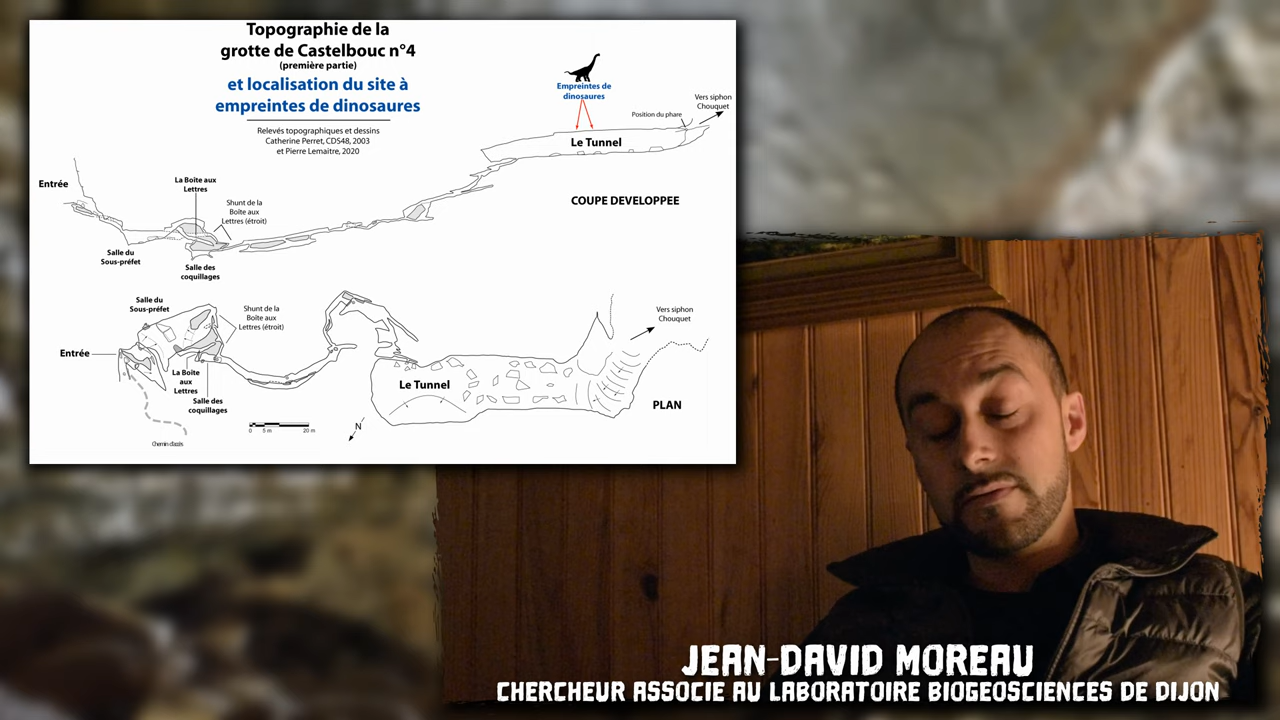 Topographie de la
grotte de Castelbouc n°4
(première partie)
et localisation du site à
empreintes de dinosaures
Relevés topographiques et dessins
Catherine Perret, CDS48, 2003
et Pierre Lemaitre, 2020
Empreintes de
dinosaures
Vers siphon
Chouquet
Position du phare
Le Tunnel
Entrée
La Boîte aux
Lettres
Shunt de la
Boite aux
Lettres (étroit)
COUPE DEVELOPPEE
Salle du
Sous-préfet
Salle des
coquillages
Salle du
Sous-préfet
Shunt de la
Boite aux
Lettres (étroit)
Vers siphon
Chouquet
Entrée
La Boîte
aux
Lettres
Le Tunnel
Salle des
coquillages
PLAN
0 5 m 20 m
N
Chemin d'accès
JEAN-DAVID MOREAU
CHERCHEUR ASSOCIE AU LABORATOIRE BIOGEOSCIENCES DE DIJON